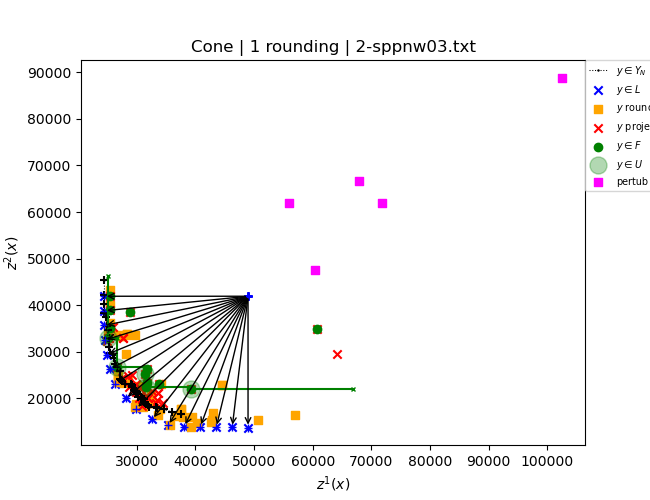 Cone | 1 rounding | 2-sppnw03.txt
z²(x)
90000
80000
70000
60000
50000
40000
30000
20000
30000 40000 50000 60000 70000 80000 90000 100000
z¹(x)
y ∈ Y_N
y ∈ L
y roun
y proje
y ∈ F
y ∈ U
pertub